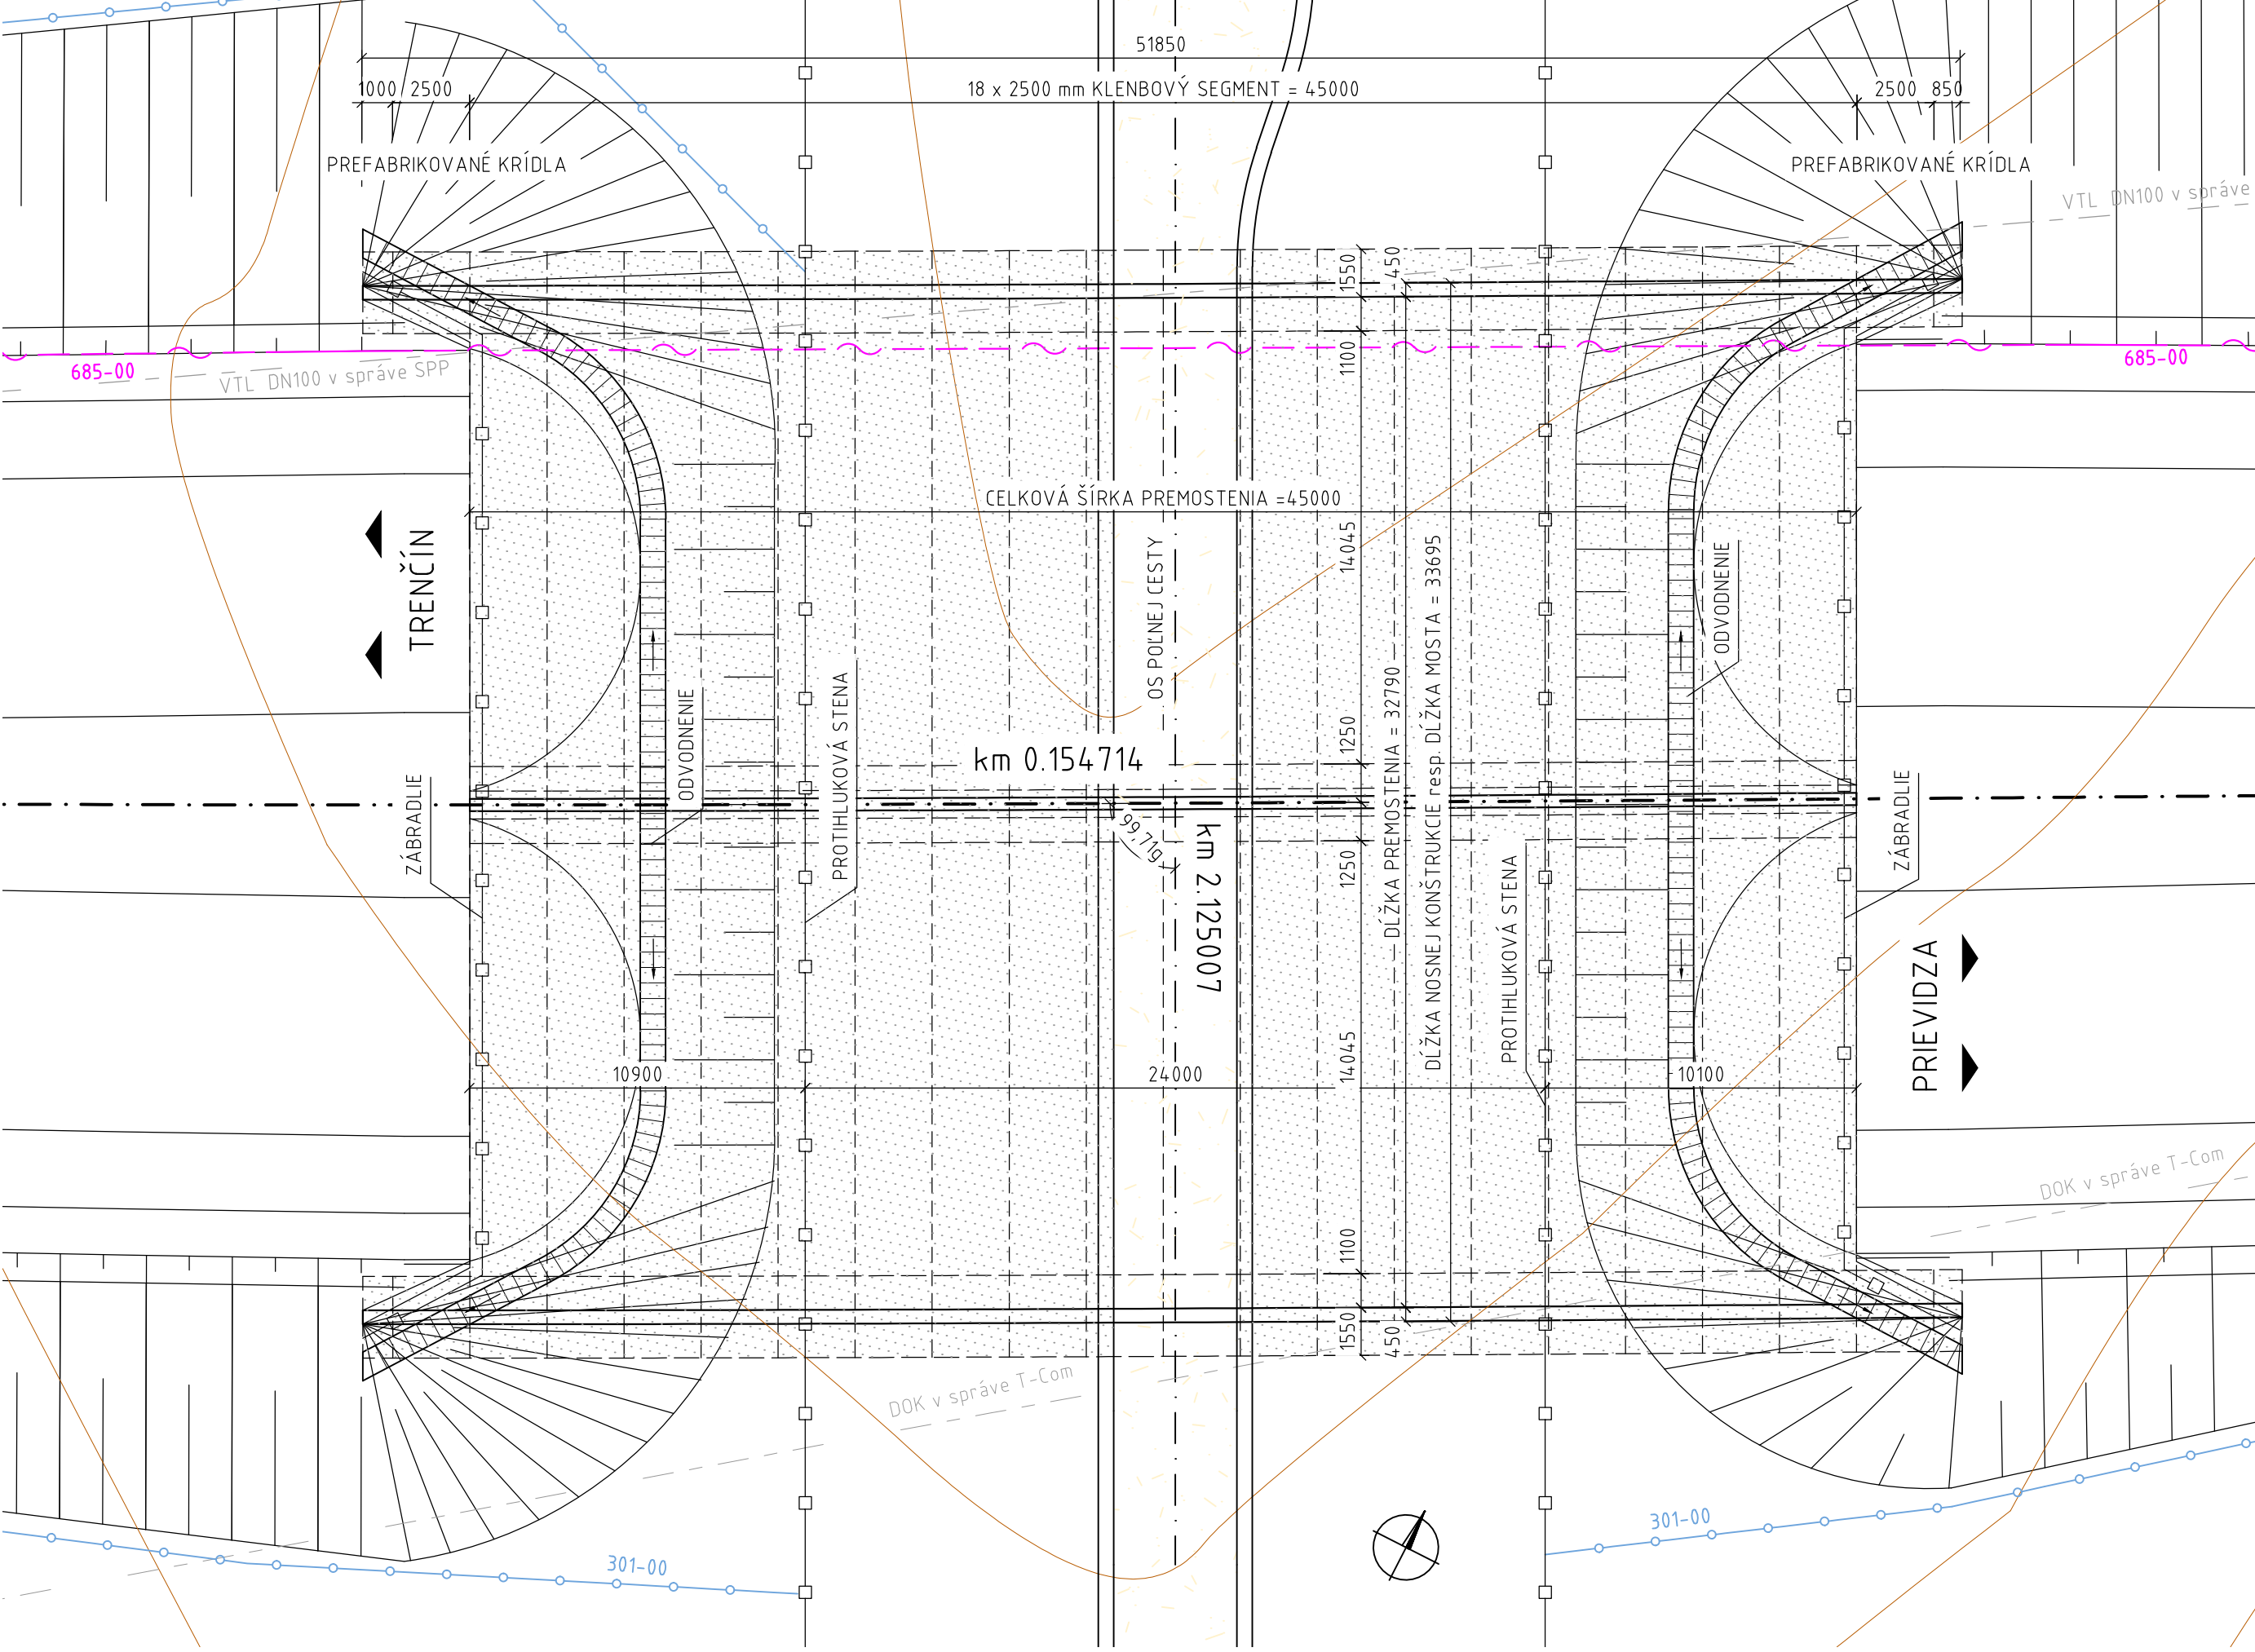 51850
1000
2500
18 x 2500 mm KLENBOVÝ SEGMENT = 45000
2500
850
PREFABRIKOVANÉ KRÍDLA
PREFABRIKOVANÉ KRÍDLA
VTL DN100 v správe
1550
450
685-00
VTL DN100 v správe SPP
1100
685-00
CELKOVÁ ŠÍRKA PREMOSTENIA =45000
TRENČÍN
14045
OS POĽNEJ CESTY
ODVODNENIE
ODVODNENIE
PROTIHLUKOVÁ STENA
DĹŽKA PREMOSTENIA = 32790
DĹŽKA NOSNEJ KONŠTRUKCIE resp. DĹŽKA MOSTA = 33695
1250
km 0.154714
ZÁBRADLIE
ZÁBRADLIE
99.71g
km 2.125007
1250
PROTIHLUKOVÁ STENA
PRIEVIDZA
10900
24000
14045
10100
DOK v správe T-Com
1100
1550
450
DOK v správe T-Com
301-00
301-00